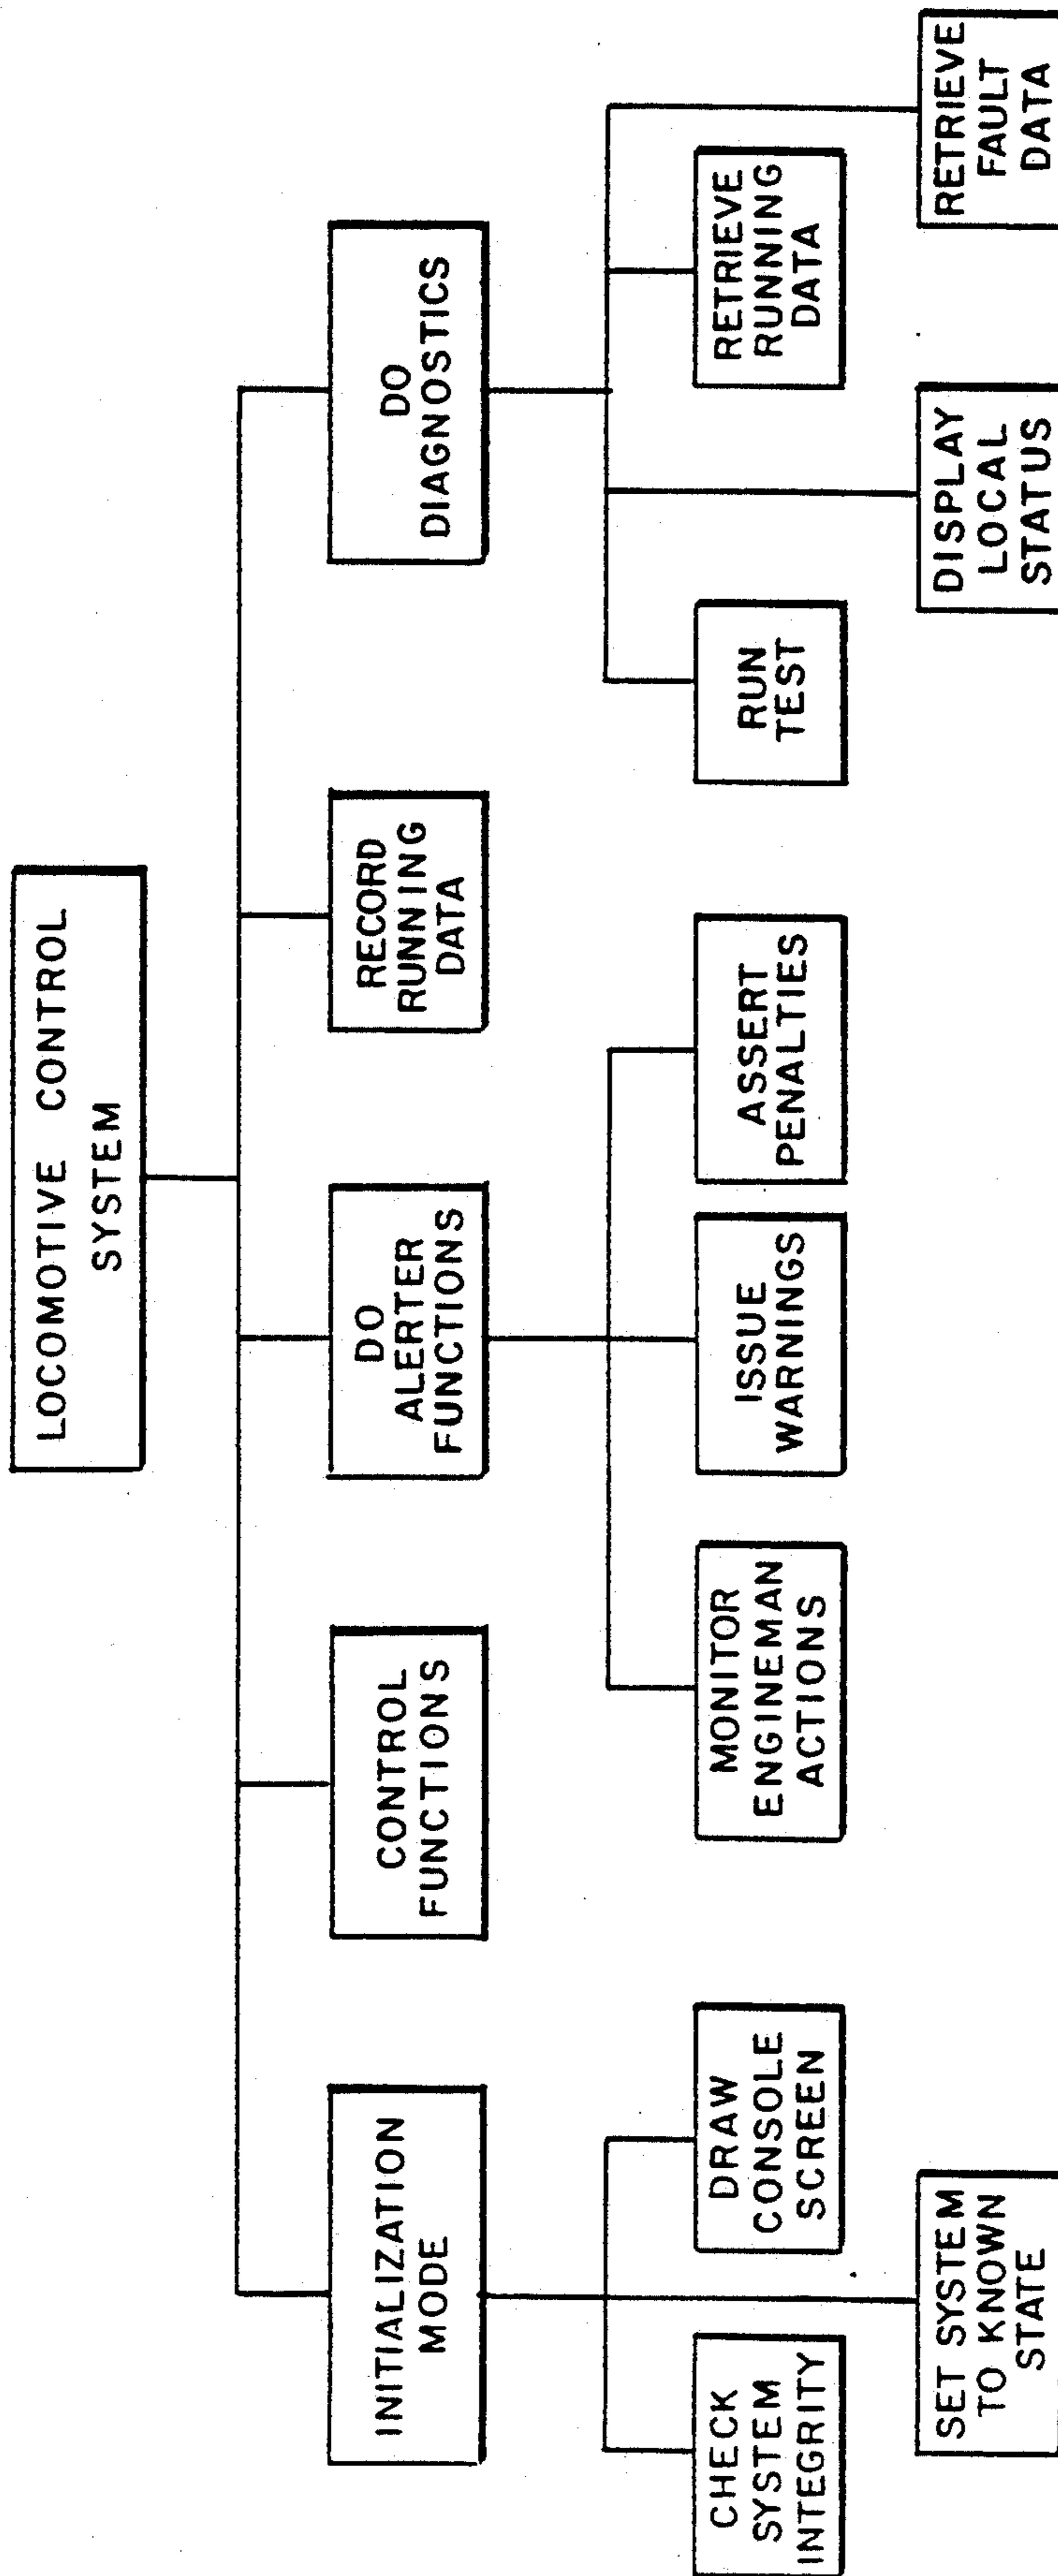 LOCOMOTIVE CONTROL
SYSTEM
INITIALIZATION
MODE
CONTROL
FUNCTIONS
DO
ALERTER
FUNCTIONS
RECORD
RUNNING
DATA
DO
DIAGNOSTICS
CHECK
SYSTEM
INTEGRITY
DRAW
CONSOLE
SCREEN
MONITOR
ENGINEMAN
ACTIONS
ISSUE
WARNINGS
ASSERT
PENALTIES
RUN
TEST
RETRIEVE
RUNNING
DATA
SET SYSTEM
TO KNOWN
STATE
DISPLAY
LOCAL
STATUS
RETRIEVE
FAULT
DATA